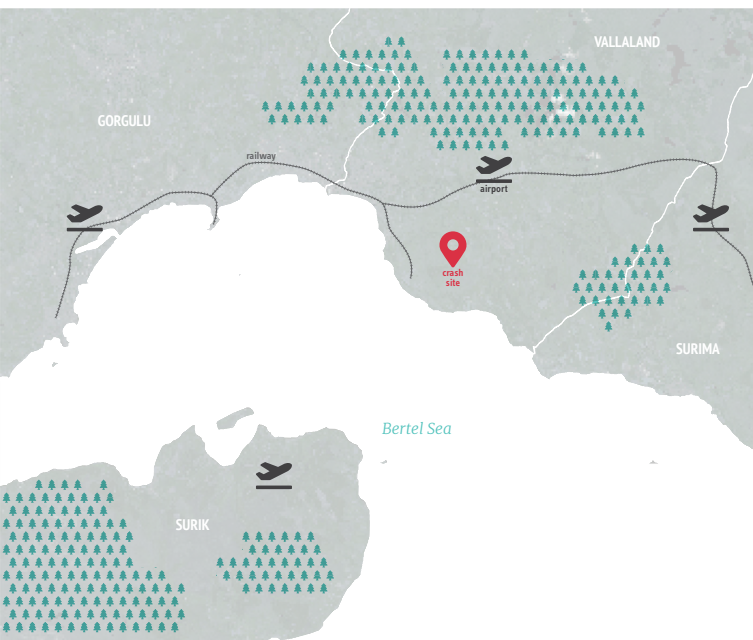 VALLALAND
GORGULU
railway
airport
crash
site
SURIMA
Bertel Sea
SURIK